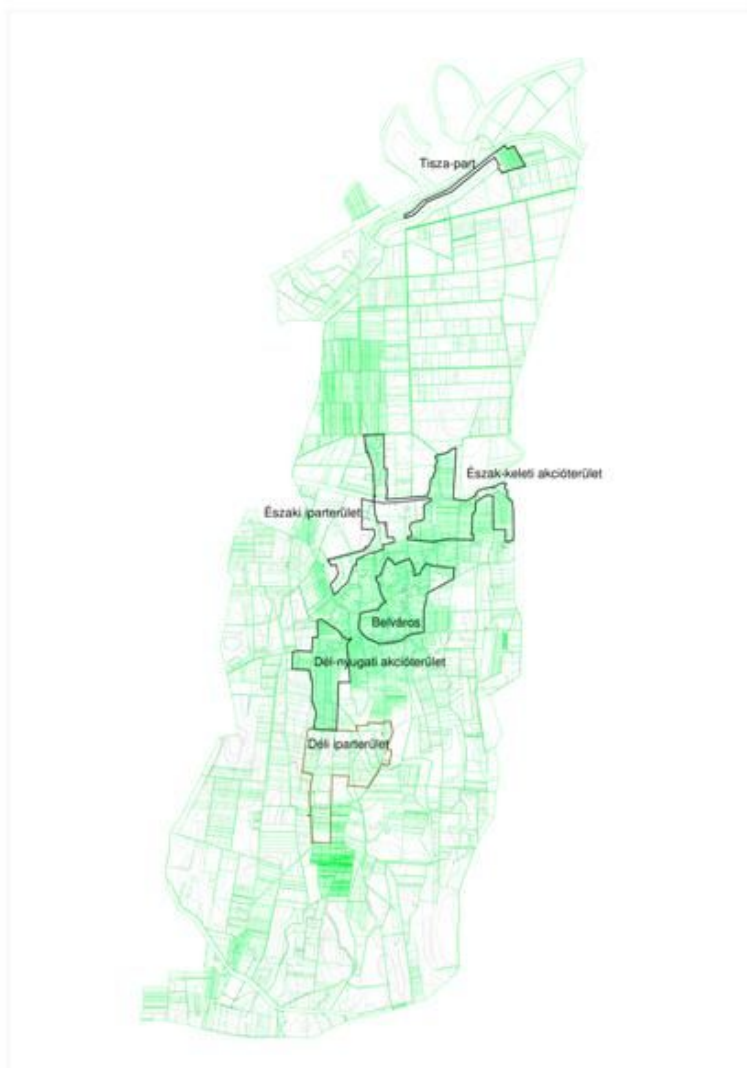 Tisza-part
Észak-keleti akcióterület
Északi iparterület
Belváros
Dél-nyugati akcióterület
Déli iparterület